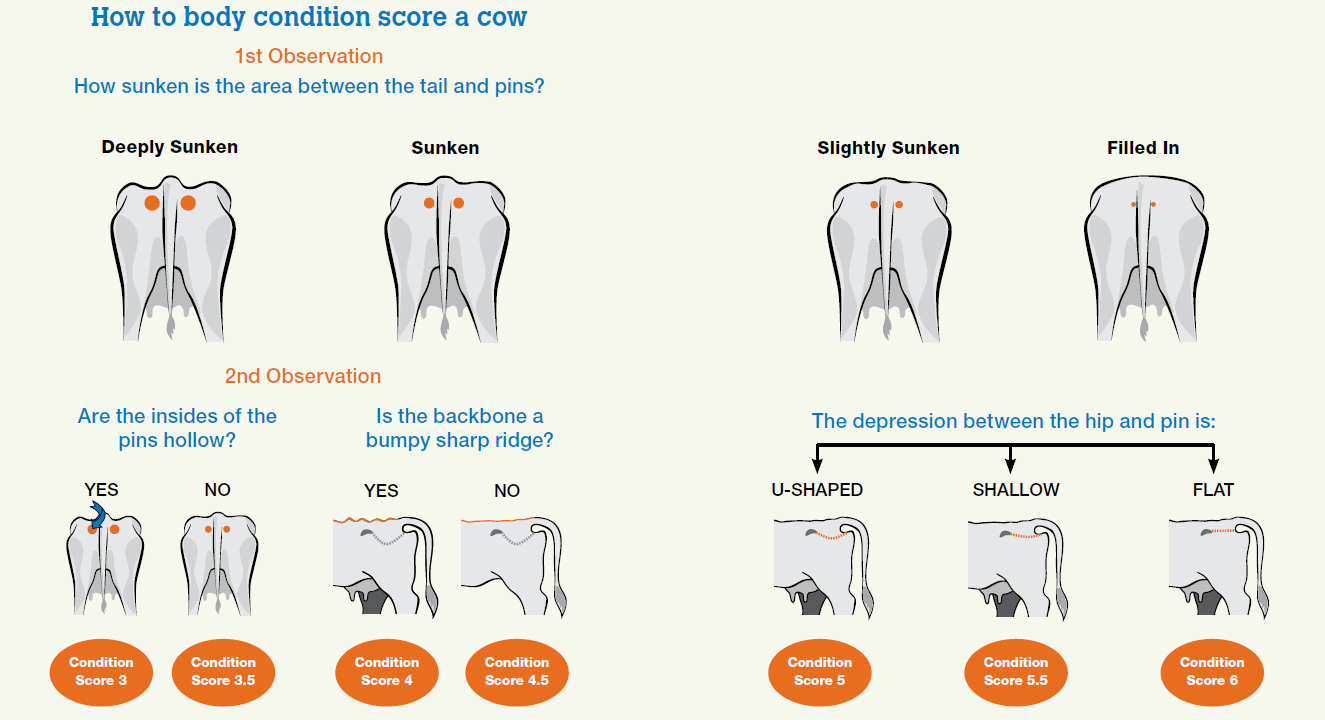 How to body condition score a cow
1st Observation
How sunken is the area between the tail and pins?
Deeply Sunken
Sunken
Slightly Sunken
Filled In
2nd Observation
Are the insides of the
pins hollow?
Is the backbone a
bumpy sharp ridge?
The depression between the hip and pin is:
YES
NO
YES
NO
U-SHAPED
SHALLOW
FLAT
Condition
Score 3
Condition
Score 3.5
Condition
Score 4
Condition
Score 4.5
Condition
Score 5
Condition
Score 5.5
Condition
Score 6